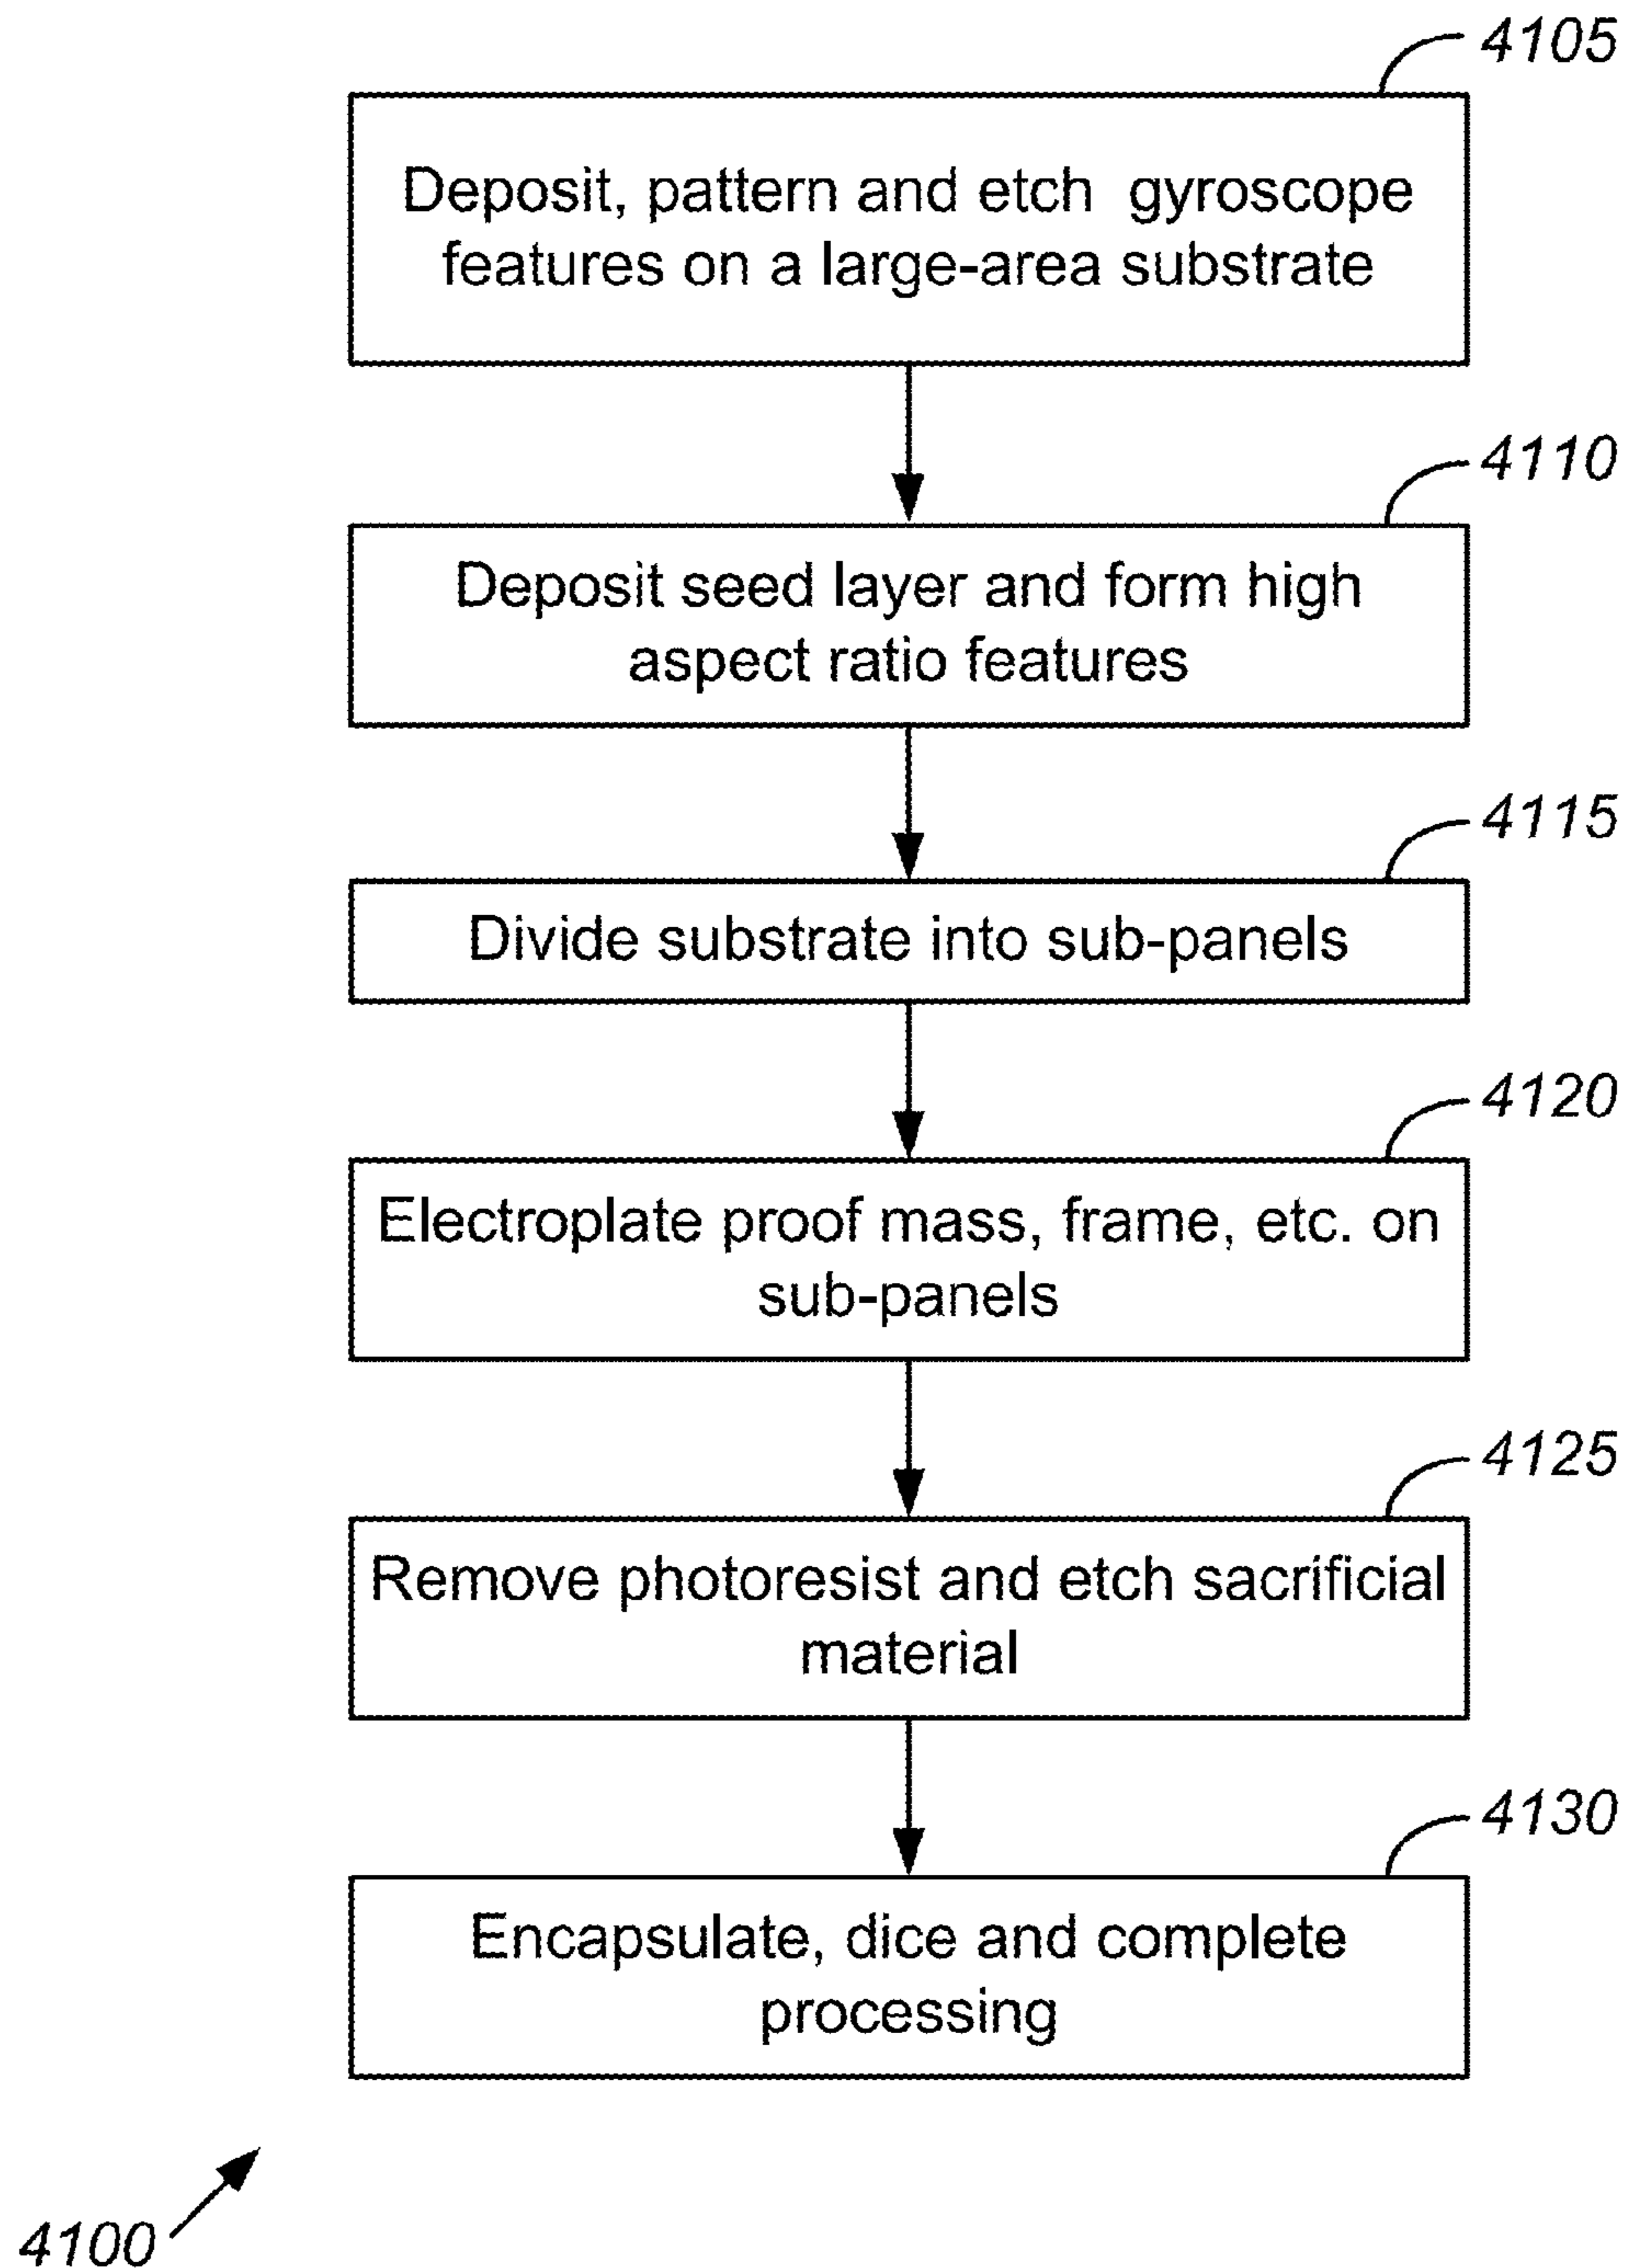 4105
Deposit, pattern and etch gyroscope
features on a large-area substrate
4110
Deposit seed layer and form high
aspect ratio features
4115
Divide substrate into sub-panels
4120
Electroplate proof mass, frame, etc. on
sub-panels
4125
Remove photoresist and etch sacrificial
material
4130
Encapsulate, dice and complete
processing
4100